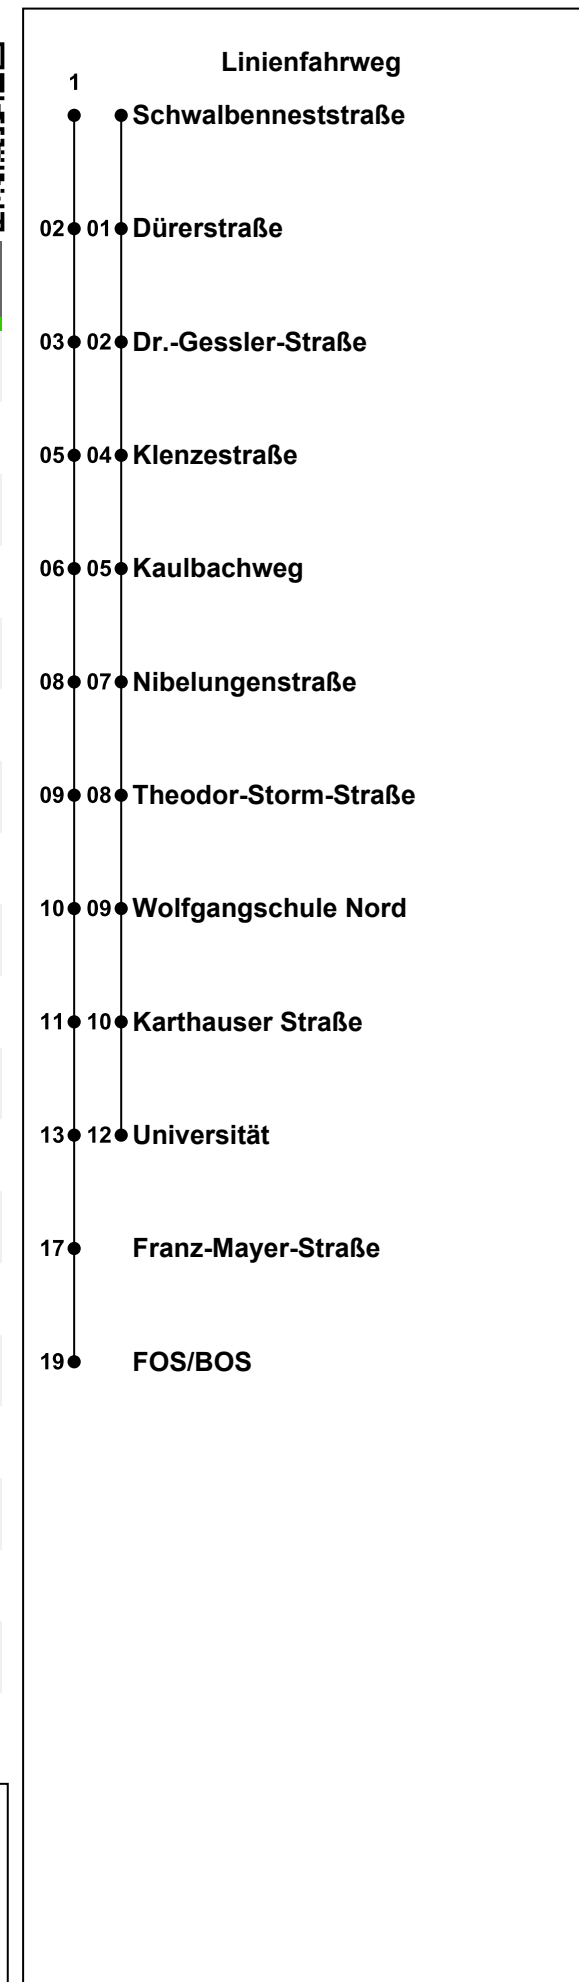 Linienfahrweg
1
Schwalbenneststraße
02 01 Dürerstraße
03 02 Dr.-Gessler-Straße
05 04 Klenzestraße
06 05 Kaulbachweg
08 07 Nibelungenstraße
09 08 Theodor-Storm-Straße
10 09 Wolfgangschule Nord
11 10 Karthauser Straße
13 12 Universität
17 Franz-Mayer-Straße
19 FOS/BOS